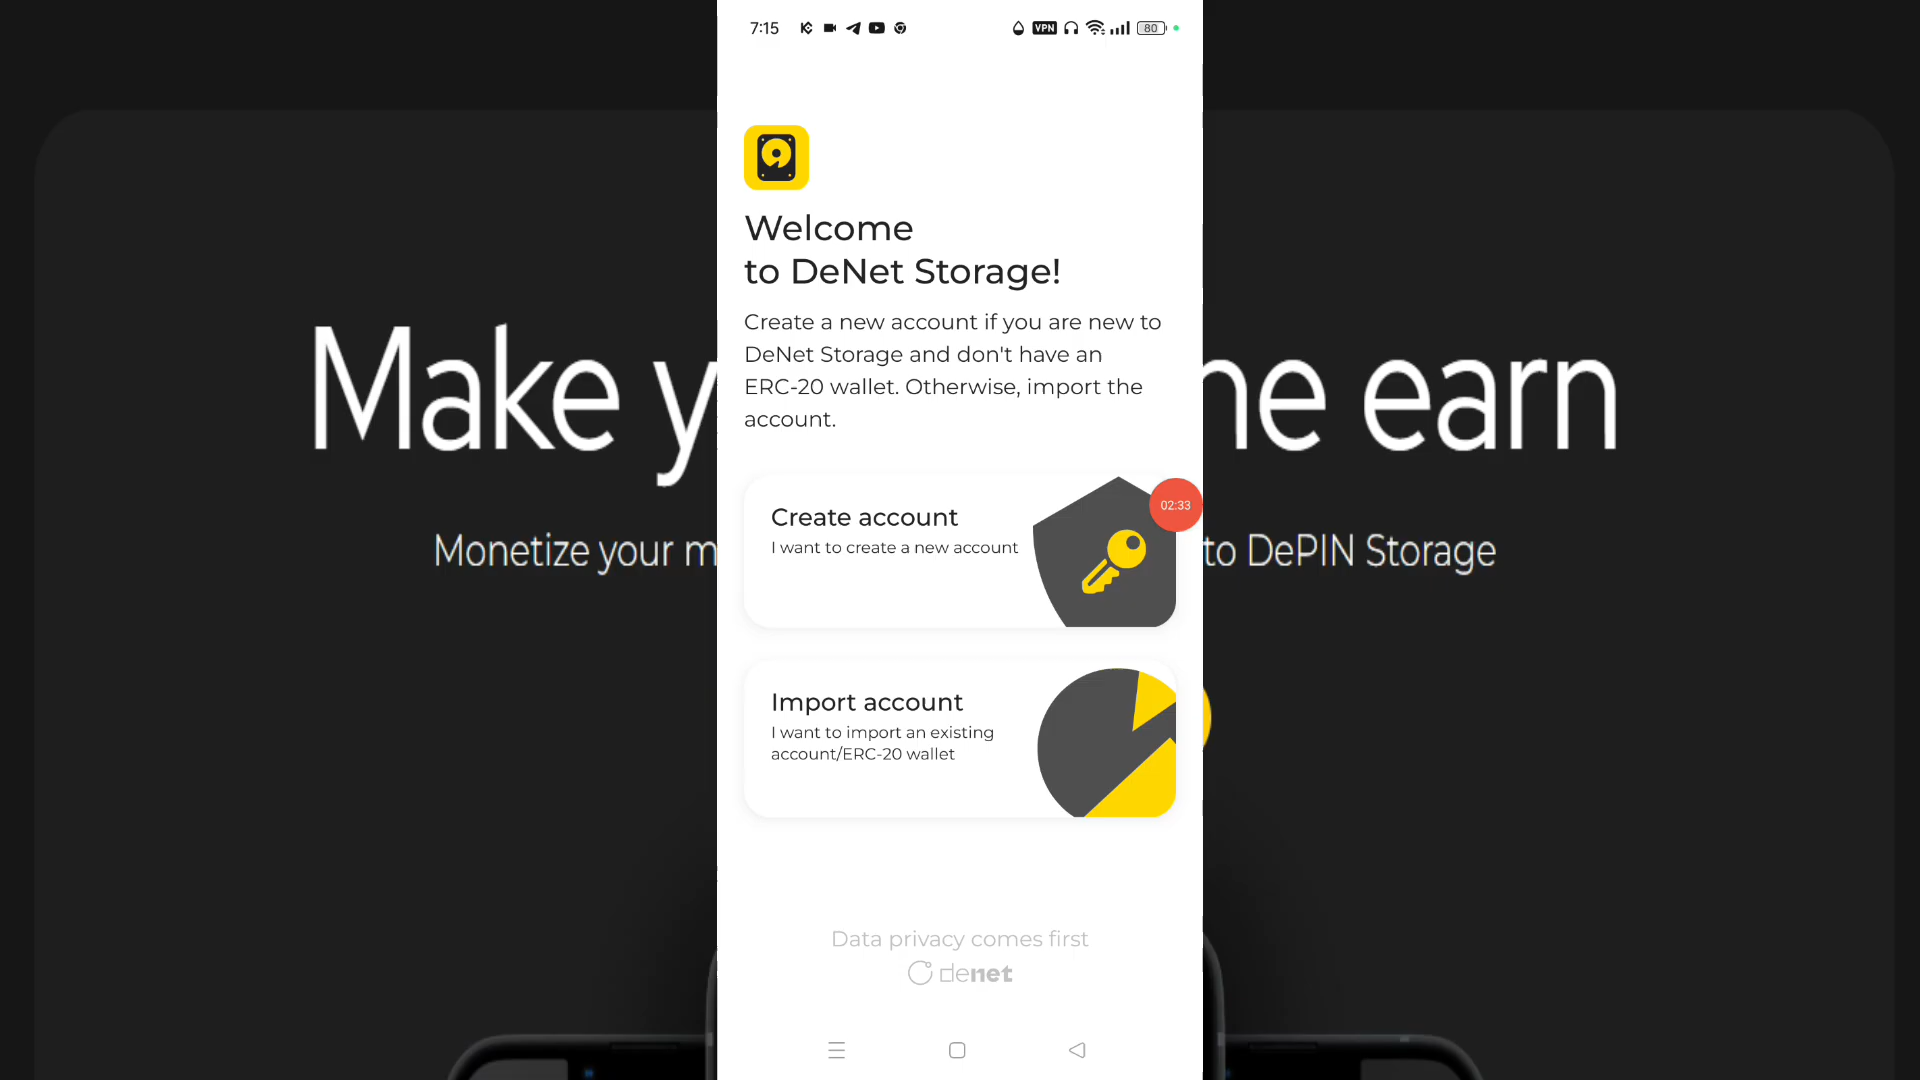 7:15
VPN
80
Welcome
to DeNet Storage!
Create a new account if you are new to
DeNet Storage and don't have an
ERC-20 wallet. Otherwise, import the
account.
Create account
I want to create a new account
02:33
Import account
I want to import an existing
account/ERC-20 wallet
Data privacy comes first
denet
Make y
ne earn
Monetize your m
to DePIN Storage